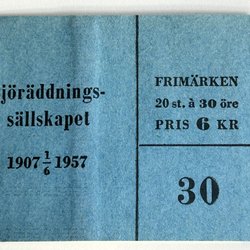 jöräddnings-
sällskapet
1907 1/6 1957
FRIMÄRKEN
20 st. à 30 öre
PRIS 6 KR
30